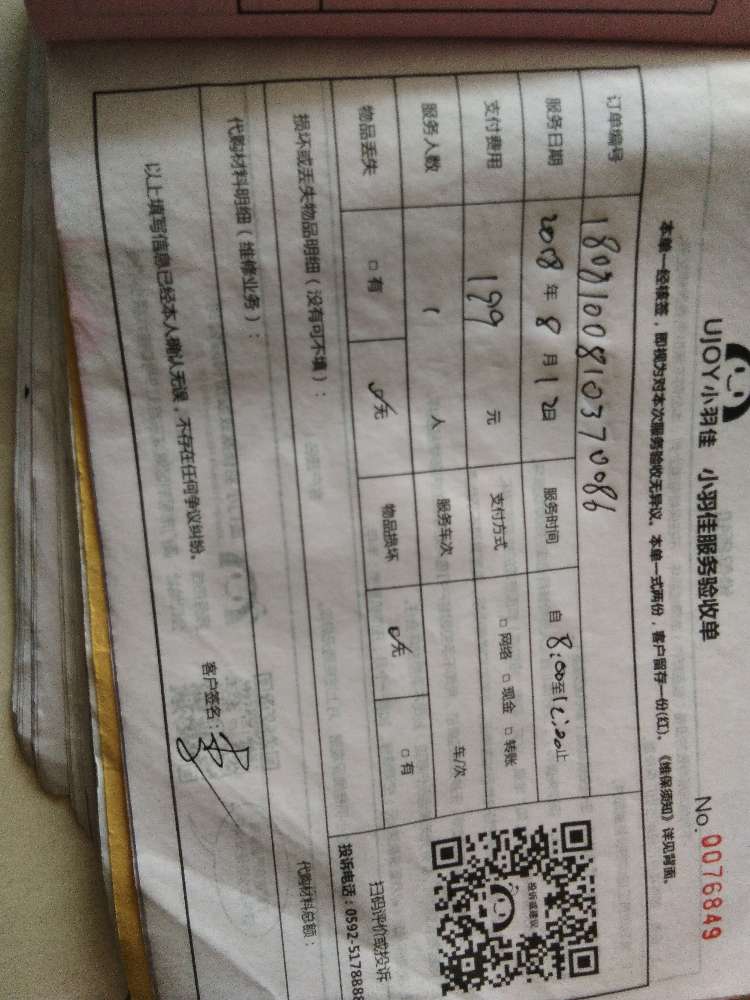 UJOY小羽佳 小羽佳服务验收单
No. 0076849
本单一经核签，即视为对本次服务验收无异议。本单一式两份，客户留存一份(红)。《维保须知》详见背面。
订单编号 1808100810370086
服务日期 2018年8月12日 服务时间 自8:00至12:00止
支付费用 199 元 支付方式 □网络 □现金 □转账
服务人数 1 人 服务车次 车/次
物品丢失 □有 ☑无 物品损坏 ☑无 □有
损坏或丢失物品明细（没有可不填）：
代购材料明细（维修业务）：
代购材料总额：
以上填写信息已经本人确认无误，不存在任何争议纠纷。
客户签名：
投诉或建议
扫码评价或投诉
投诉电话：0592-5178888